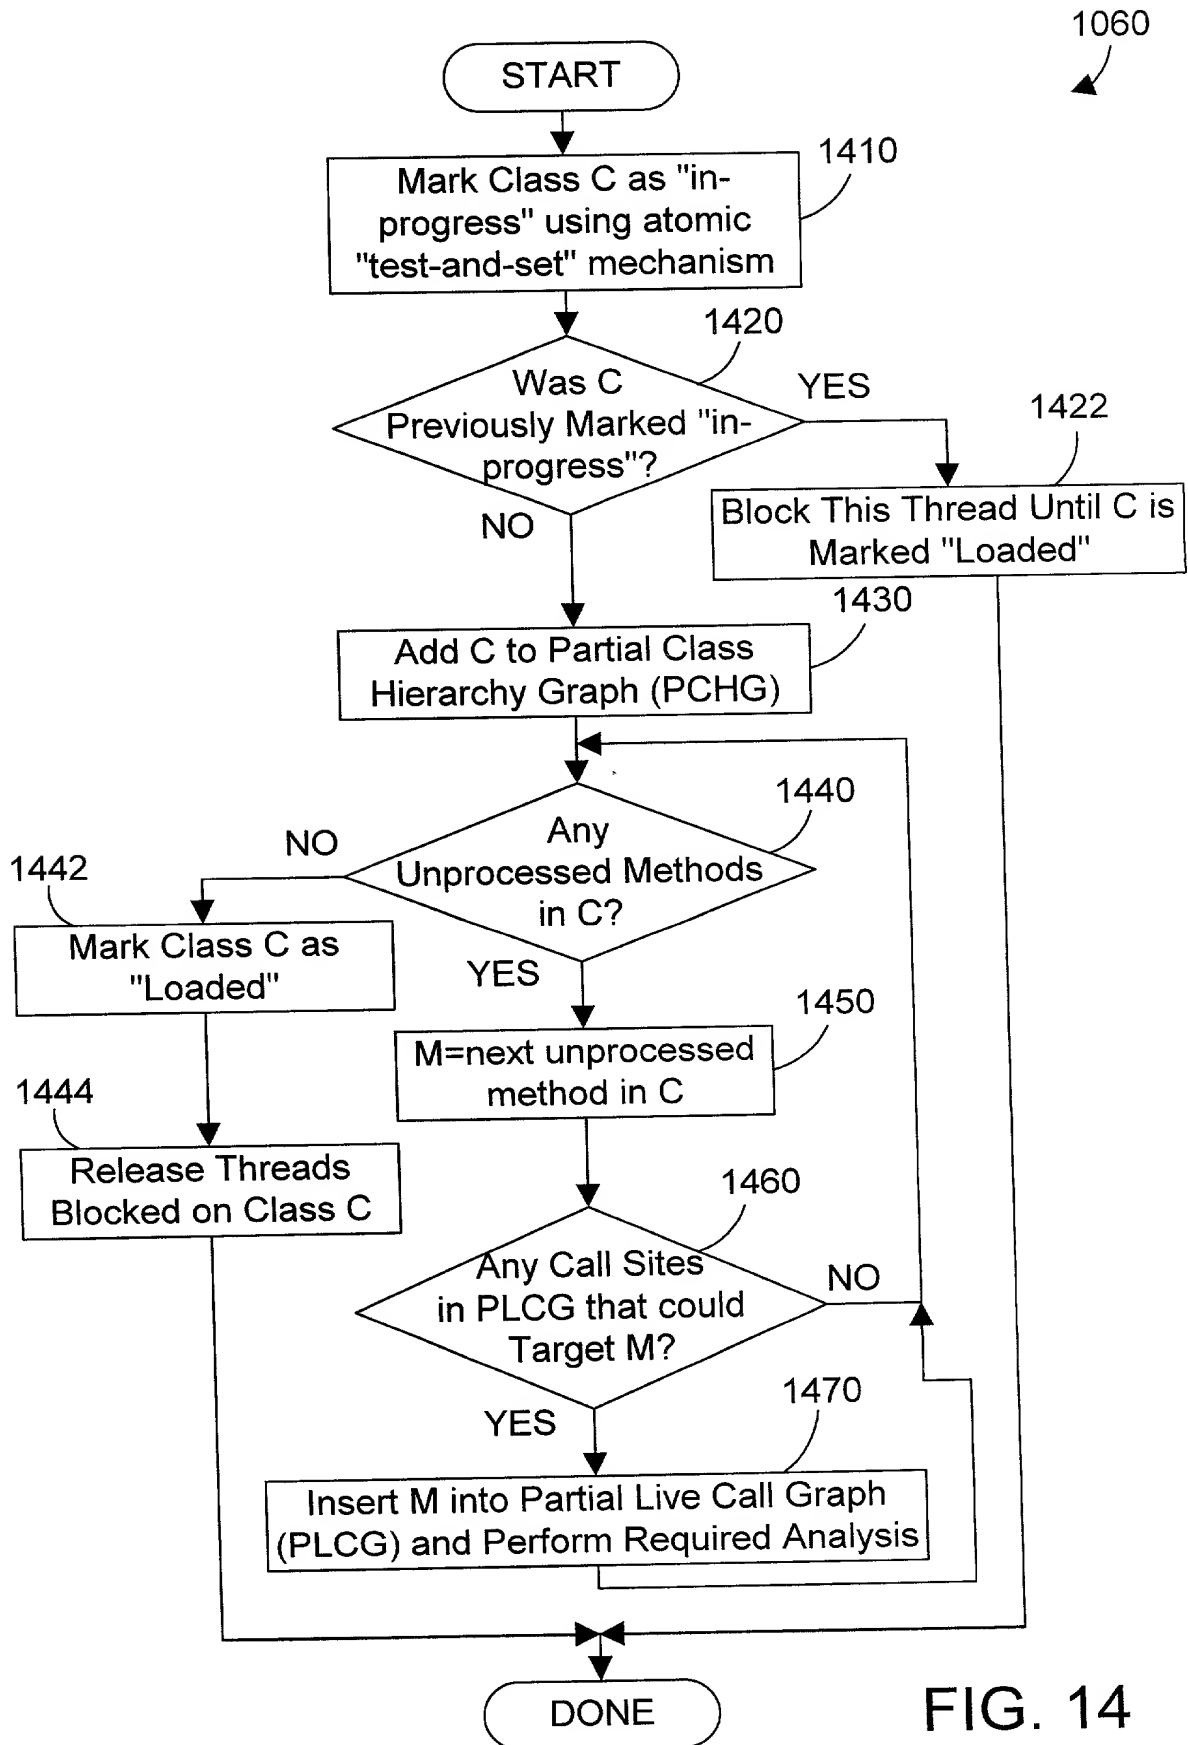 1060
START
1410
Mark Class C as "in-
progress" using atomic
"test-and-set" mechanism
1420
Was C
Previously Marked "in-
progress"?
YES
1422
NO
Block This Thread Until C is
Marked "Loaded"
1430
Add C to Partial Class
Hierarchy Graph (PCHG)
1440
NO
Any
Unprocessed Methods
in C?
1442
Mark Class C as
"Loaded"
YES
1450
M=next unprocessed
method in C
1444
Release Threads
Blocked on Class C
1460
Any Call Sites
in PLCG that could
Target M?
NO
YES
1470
Insert M into Partial Live Call Graph
(PLCG) and Perform Required Analysis
DONE
FIG. 14